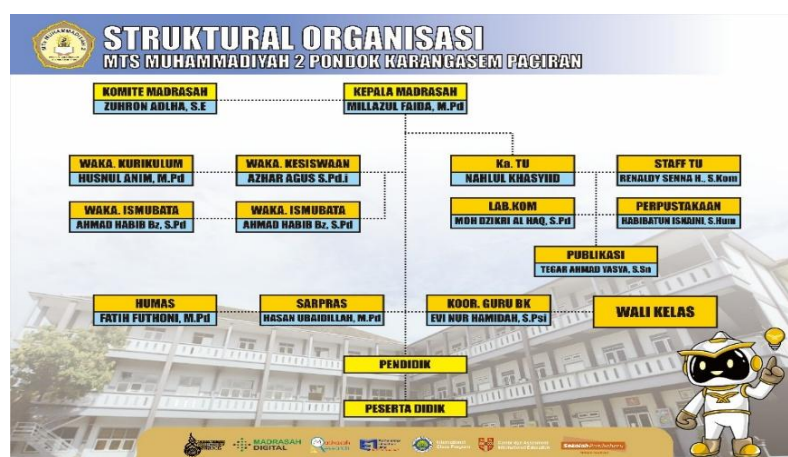 STRUKTURAL ORGANISASI
MTS MUHAMMADIYAH 2 PONDOK KARANGASEM PACIRAN
KOMITE MADRASAH
ZUHRON ADLHA, S.E
KEPALA MADRASAH
MILLAZUL FAIDA, M.Pd
WAKA. KURIKULUM
HUSNUL ANIM, M.Pd
WAKA. KESISWAAN
AZHAR AGUS S.Pd.i
Ka. TU
NAHLUL KHASYIID
STAFF TU
RENALDY SENNA H., S.Kom
WAKA. ISMUBATA
AHMAD HABIB Bz, S.Pd
WAKA. ISMUBATA
AHMAD HABIB Bz, S.Pd
LAB.KOM
MOH DZIKRI AL HAQ, S.Pd
PERPUSTAKAAN
HABIBATUN ISNAINI, S.Hum
PUBLIKASI
TEGAR AHMAD YASYA, S.Sn
HUMAS
FATIH FUTHONI, M.Pd
SARPRAS
HASAN UBAIDILLAH, M.Pd
KOOR. GURU BK
EVI NUR HAMIDAH, S.Psi
WALI KELAS
PENDIDIK
PESERTA DIDIK
MADRASAH
DIGITAL